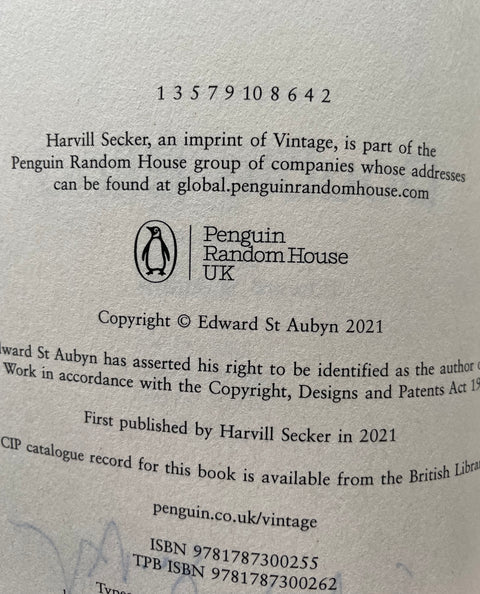 1 3 5 7 9 10 8 6 4 2
Harvill Secker, an imprint of Vintage, is part of the
Penguin Random House group of companies whose addresses
can be found at global.penguinrandomhouse.com
Penguin
Random House
UK
Copyright © Edward St Aubyn 2021
St Aubyn has asserted his right to be identified as the author
Work in accordance with the Copyright, Designs and Patents Act
First published by Harvill Secker in 2021
CIP catalogue record for this book is available from the British
penguin.co.uk/vintage
ISBN 9781787300255
TPB ISBN 9781787300262